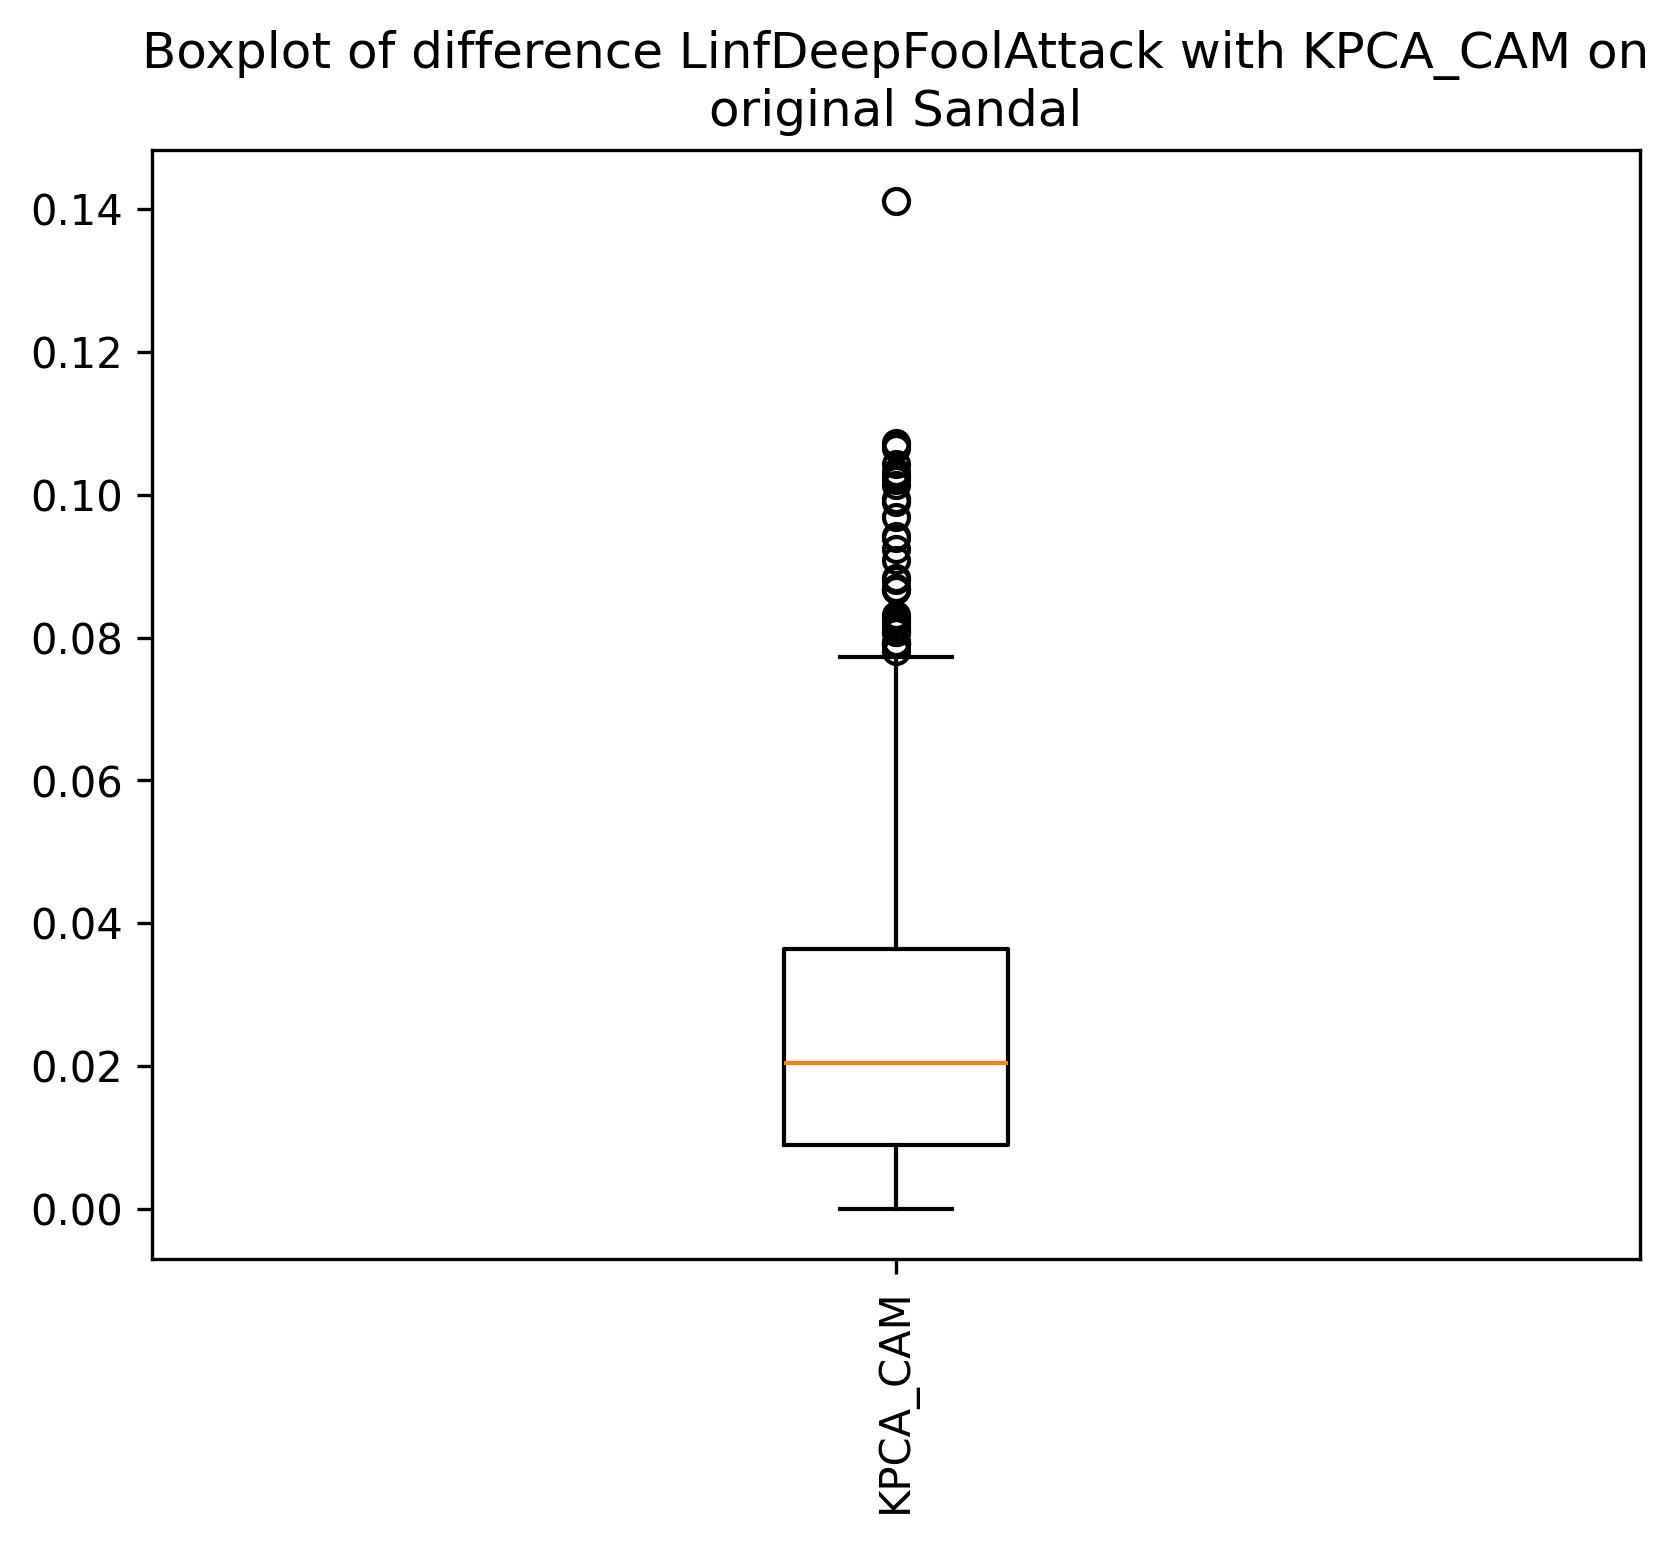 Boxplot of difference LinfDeepFoolAttack with KPCA_CAM on
original Sandal
0.14
0.12
0.10
0.08
0.06
0.04
0.02
0.00
KPCA_CAM